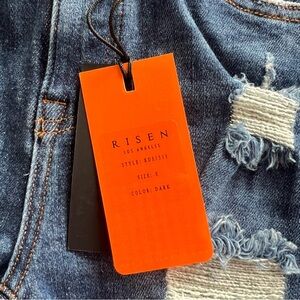 RISEN
LOS ANGELES
STYLE:
SIZE:
COLOR: DARK